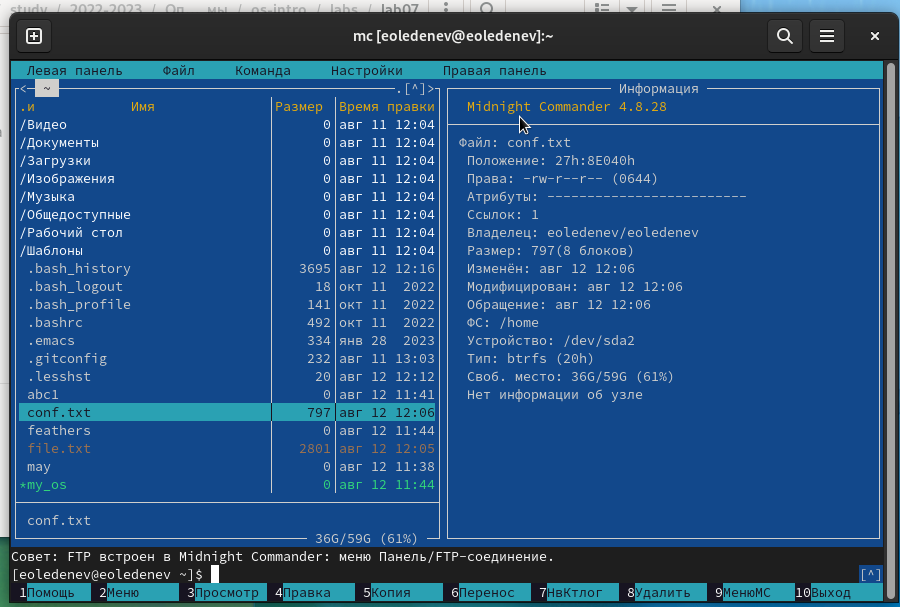 study / 2022-2023 / Оп... мы / os-intro / labs / lab07
mc [eoledenev@eoledenev]:~
Левая панель Файл Команда Настройки Правая панель
<— ~ .[^]> Информация
.и Имя Размер Время правки Midnight Commander 4.8.28
/Видео 0 авг 11 12:04
/Документы 0 авг 11 12:04 Файл: conf.txt
/Загрузки 0 авг 11 12:04 Положение: 27h:8E040h
/Изображения 0 авг 11 12:04 Права: -rw-r--r-- (0644)
/Музыка 0 авг 11 12:04 Атрибуты: -------------------------
/Общедоступные 0 авг 11 12:04 Ссылок: 1
/Рабочий стол 0 авг 11 12:04 Владелец: eoledenev/eoledenev
/Шаблоны 0 авг 11 12:04 Размер: 797(8 блоков)
.bash_history 3695 авг 12 12:16 Изменён: авг 12 12:06
.bash_logout 18 окт 11 2022 Модифицирован: авг 12 12:06
.bash_profile 141 окт 11 2022 Обращение: авг 12 12:06
.bashrc 492 окт 11 2022 ФС: /home
.emacs 334 янв 28 2023 Устройство: /dev/sda2
.gitconfig 232 авг 11 13:03 Тип: btrfs (20h)
.lesshst 20 авг 12 12:12 Своб. место: 36G/59G (61%)
abc1 0 авг 12 11:41 Нет информации об узле
conf.txt 797 авг 12 12:06
feathers 0 авг 12 11:44
file.txt 2801 авг 12 12:05
may 0 авг 12 11:38
*my_os 0 авг 12 11:44
conf.txt
36G/59G (61%)
Совет: FTP встроен в Midnight Commander: меню Панель/FTP-соединение.
[eoledenev@eoledenev ~]$ [^]
1Помощь 2Меню 3Просмотр 4Правка 5Копия 6Перенос 7НвКтлог 8Удалить 9МенюMC 10Выход